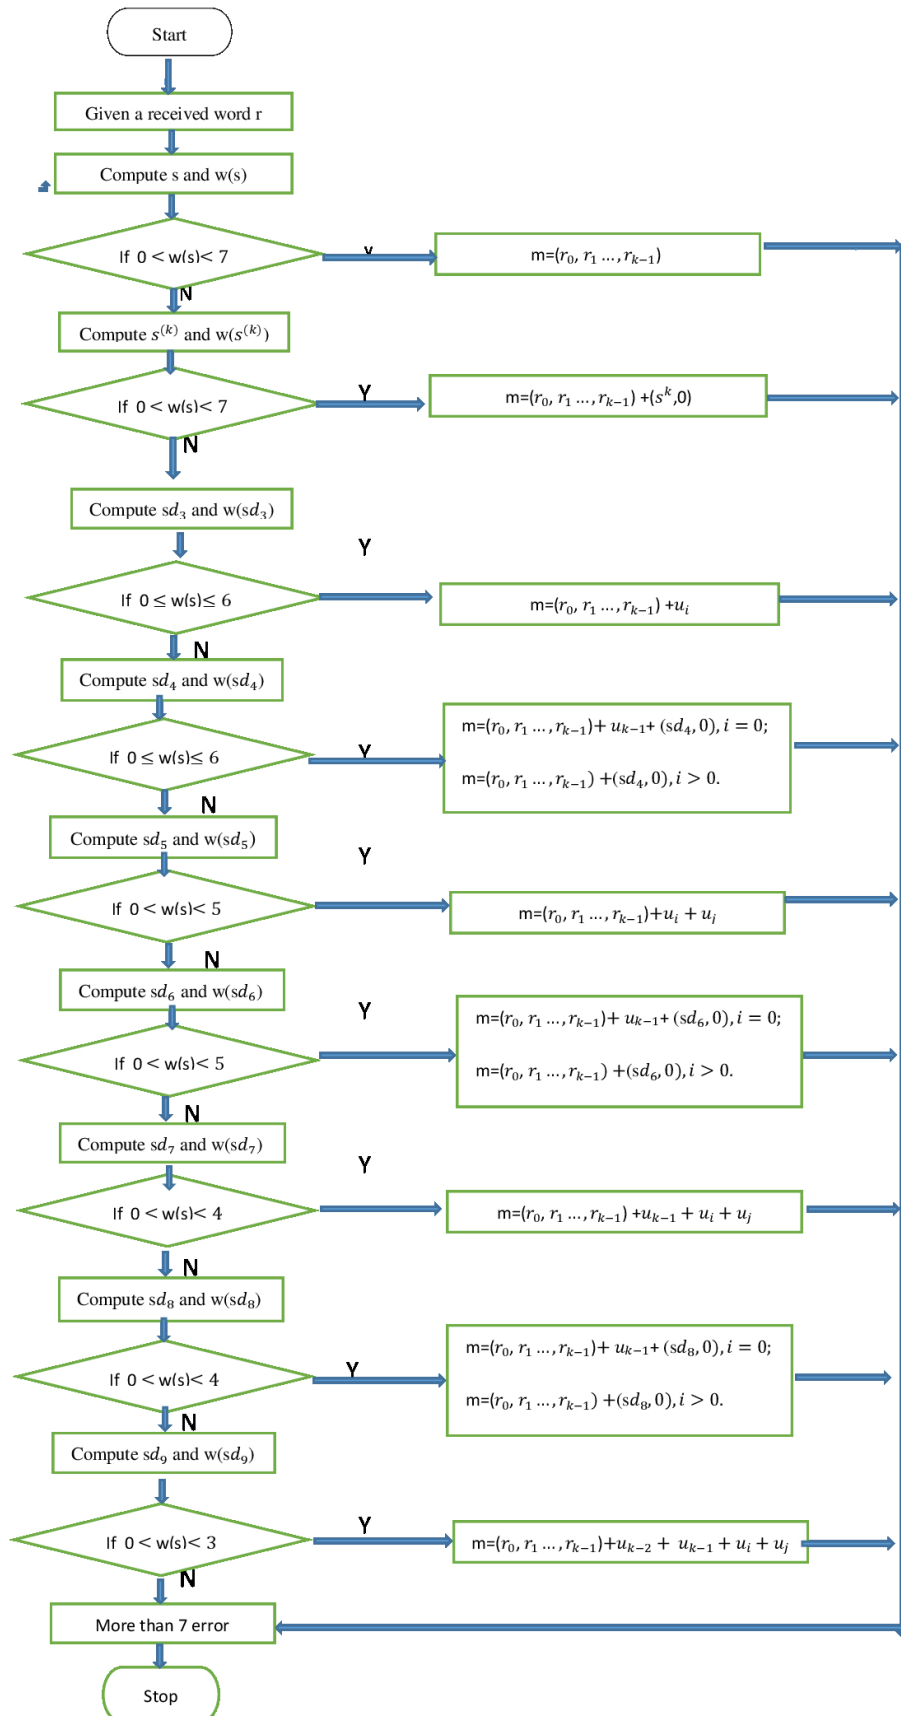 Start
Given a received word r
Compute s and w(s)
If 0 < w(s)< 7
Y
m=(r₀, r₁ …, rₖ₋₁)
N
Compute s⁽ᵏ⁾ and w(s⁽ᵏ⁾)
If 0 < w(s)< 7
Y
m=(r₀, r₁ …, rₖ₋₁) +(sᵏ,0)
N
Compute sd₃ and w(sd₃)
Y
If 0 ≤ w(s)≤ 6
m=(r₀, r₁ …, rₖ₋₁) +uᵢ
N
Compute sd₄ and w(sd₄)
If 0 ≤ w(s)≤ 6
Y
m=(r₀, r₁ …, rₖ₋₁)+ uₖ₋₁+ (sd₄, 0), i = 0;
m=(r₀, r₁ …, rₖ₋₁) +(sd₄, 0), i > 0.
N
Compute sd₅ and w(sd₅)
Y
If 0 < w(s)< 5
m=(r₀, r₁ …, rₖ₋₁)+uᵢ + uⱼ
N
Compute sd₆ and w(sd₆)
Y
If 0 < w(s)< 5
m=(r₀, r₁ …, rₖ₋₁)+ uₖ₋₁+ (sd₆, 0), i = 0;
m=(r₀, r₁ …, rₖ₋₁) +(sd₆, 0), i > 0.
N
Compute sd₇ and w(sd₇)
Y
If 0 < w(s)< 4
m=(r₀, r₁ …, rₖ₋₁) +uₖ₋₁ + uᵢ + uⱼ
N
Compute sd₈ and w(sd₈)
If 0 < w(s)< 4
Y
m=(r₀, r₁ …, rₖ₋₁)+ uₖ₋₁+ (sd₈, 0), i = 0;
m=(r₀, r₁ …, rₖ₋₁) +(sd₈, 0), i > 0.
N
Compute sd₉ and w(sd₉)
Y
If 0 < w(s)< 3
m=(r₀, r₁ …, rₖ₋₁)+uₖ₋₂ + uₖ₋₁ + uᵢ + uⱼ
N
More than 7 error
Stop